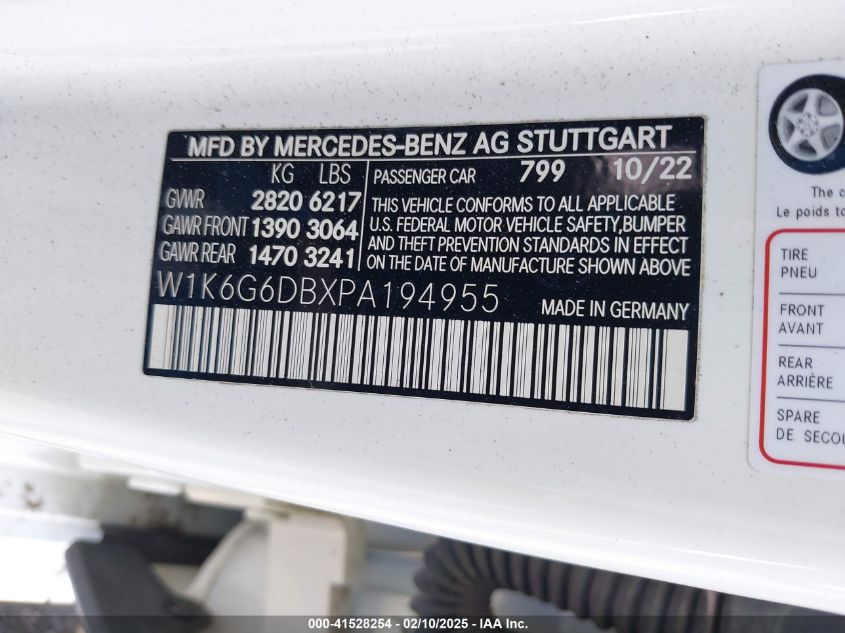 MFD BY MERCEDES-BENZ AG STUTTGART
KG LBS
GVWR 2820 6217
GAWR FRONT 1390 3064
GAWR REAR 1470 3241
PASSENGER CAR 799 10/22
THIS VEHICLE CONFORMS TO ALL APPLICABLE
U.S. FEDERAL MOTOR VEHICLE SAFETY,BUMPER
AND THEFT PREVENTION STANDARDS IN EFFECT
ON THE DATE OF MANUFACTURE SHOWN ABOVE
W1K6G6DBXPA194955 MADE IN GERMANY
The c
Le poids to
TIRE
PNEU
FRONT
AVANT
REAR
ARRIÈRE
SPARE
DE SECOU
000-41528254 - 02/10/2025 - IAA Inc.